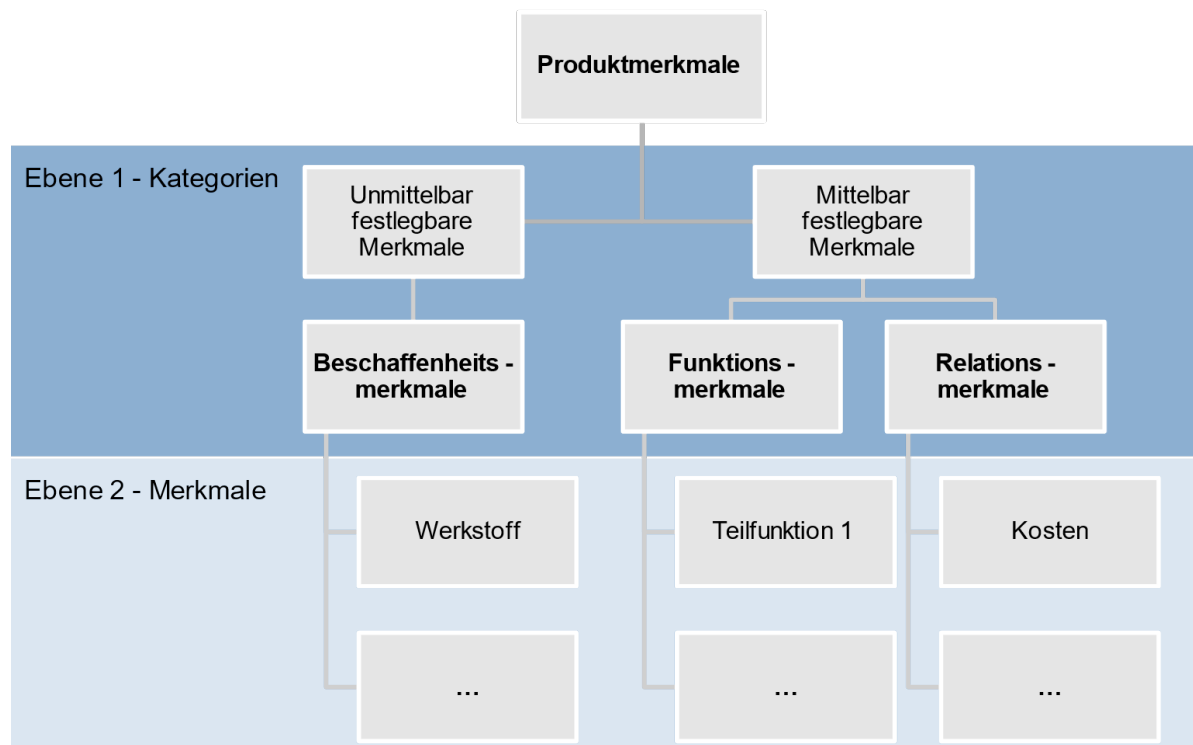 Produktmerkmale
Ebene 1 - Kategorien
Unmittelbar
festlegbare
Merkmale
Mittelbar
festlegbare
Merkmale
Beschaffenheits -
merkmale
Funktions -
merkmale
Relations -
merkmale
Ebene 2 - Merkmale
Werkstoff
Teilfunktion 1
Kosten
...
...
...